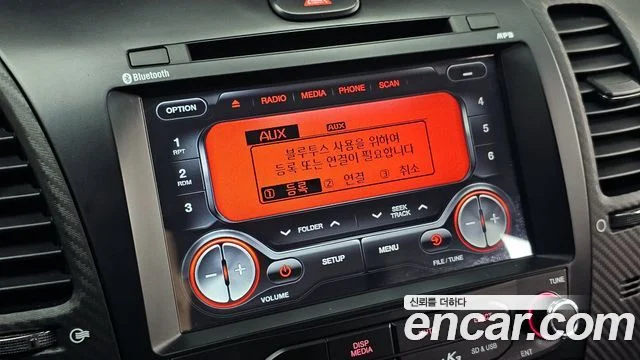 MP3
Bluetooth
OPTION
RADIO MEDIA PHONE SCAN
AUX AUX
블루투스 사용을 위하여
등록 또는 연결이 필요합니다
① 등록 ② 연결 ③ 취소
1 RPT
2 RDM
3
4
5
6
FOLDER
SEEK TRACK
SETUP
MENU
VOLUME
FILE/TUNE
신뢰를 더하다
encar.com
TUNE
DISP
MEDIA
SD & USB
ENT